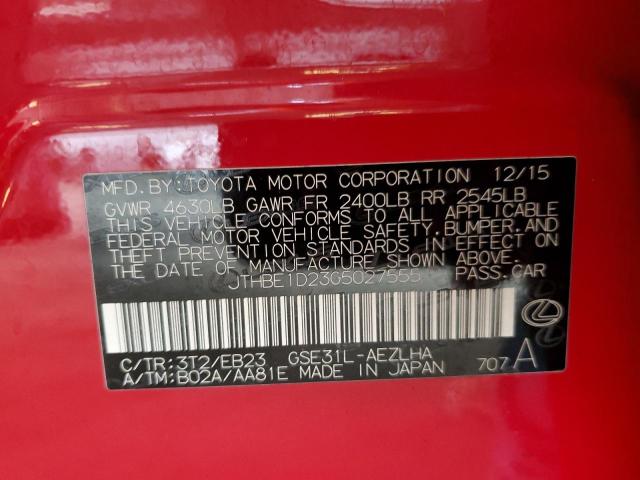 MFD. BY:TOYOTA MOTOR CORPORATION 12/15
GVWR 4630LB GAWR FR 2400LB RR 2545LB
THIS VEHICLE CONFORMS TO ALL APPLICABLE
FEDERAL MOTOR VEHICLE SAFETY,BUMPER,AND
THEFT PREVENTION STANDARDS IN EFFECT ON
THE DATE OF MANUFACTURE SHOWN ABOVE.
JTHBE1D23G5027555 PASS.CAR
C/TR:3T2/EB23 GSE31L-AEZLHA
A/TM:B02A/AA81E MADE IN JAPAN 707 A